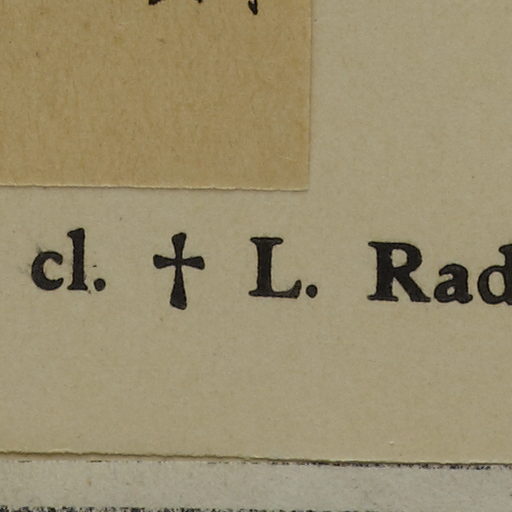 cl. † L. Rad